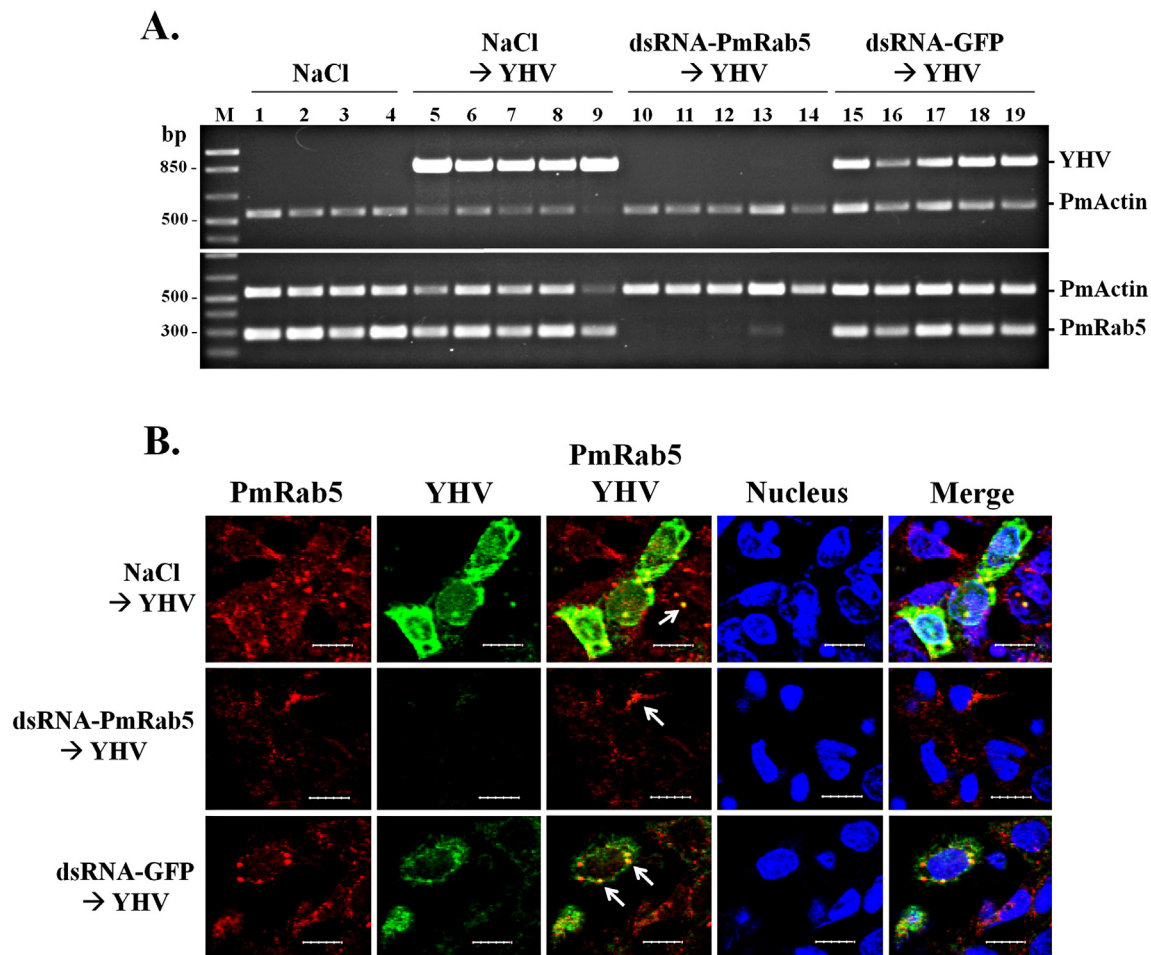 A.
NaCl
NaCl
→ YHV
dsRNA-PmRab5
→ YHV
dsRNA-GFP
→ YHV
M 1 2 3 4 5 6 7 8 9 10 11 12 13 14 15 16 17 18 19
bp
850 -
500 -
- YHV
- PmActin
500 -
300 -
- PmActin
- PmRab5
B.
PmRab5
YHV
PmRab5
YHV
Nucleus
Merge
NaCl
→ YHV
dsRNA-PmRab5
→ YHV
dsRNA-GFP
→ YHV